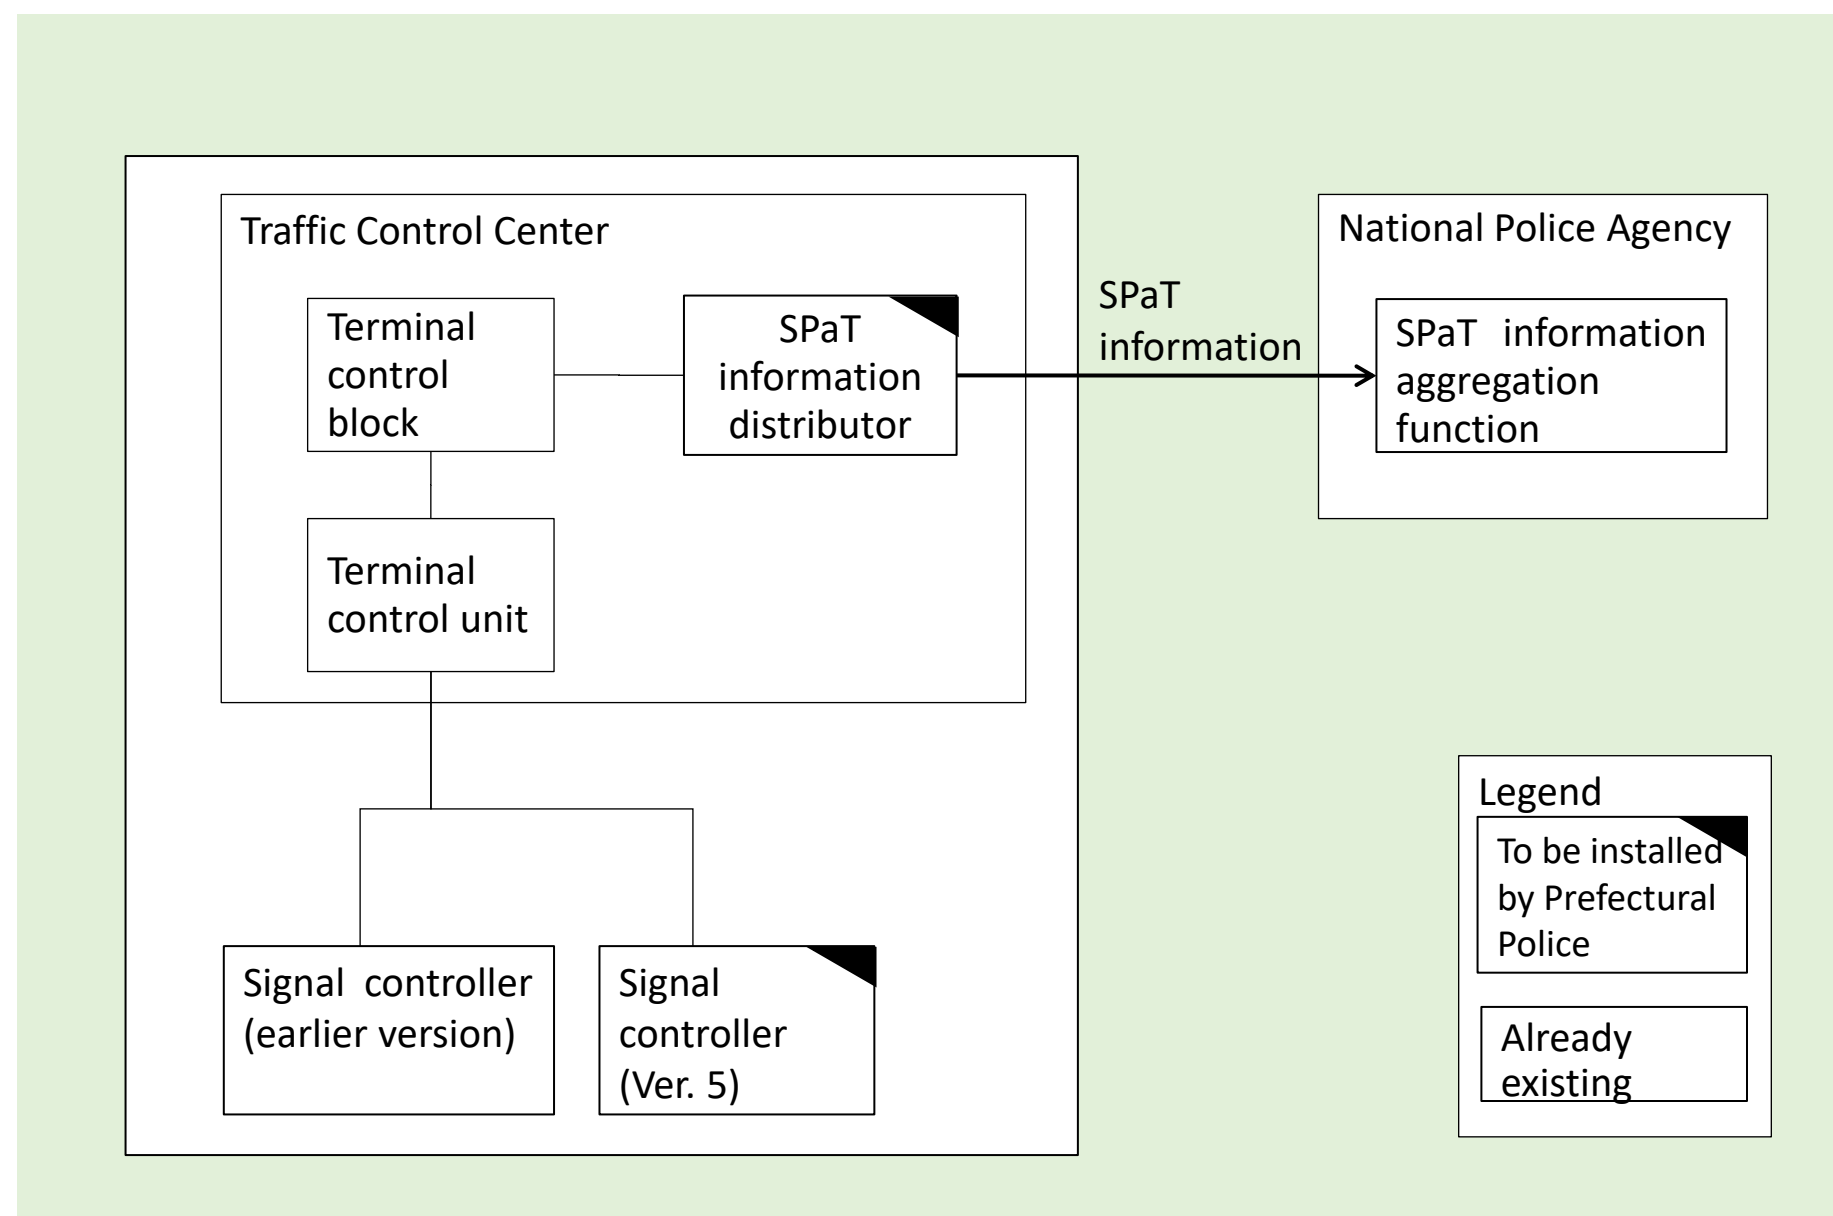 Traffic Control Center
Terminal
control
block
SPaT
information
distributor
SPaT
information
National Police Agency
SPaT information
aggregation
function
Terminal
control unit
Signal controller
(earlier version)
Signal
controller
(Ver. 5)
Legend
To be installed
by Prefectural
Police
Already
existing